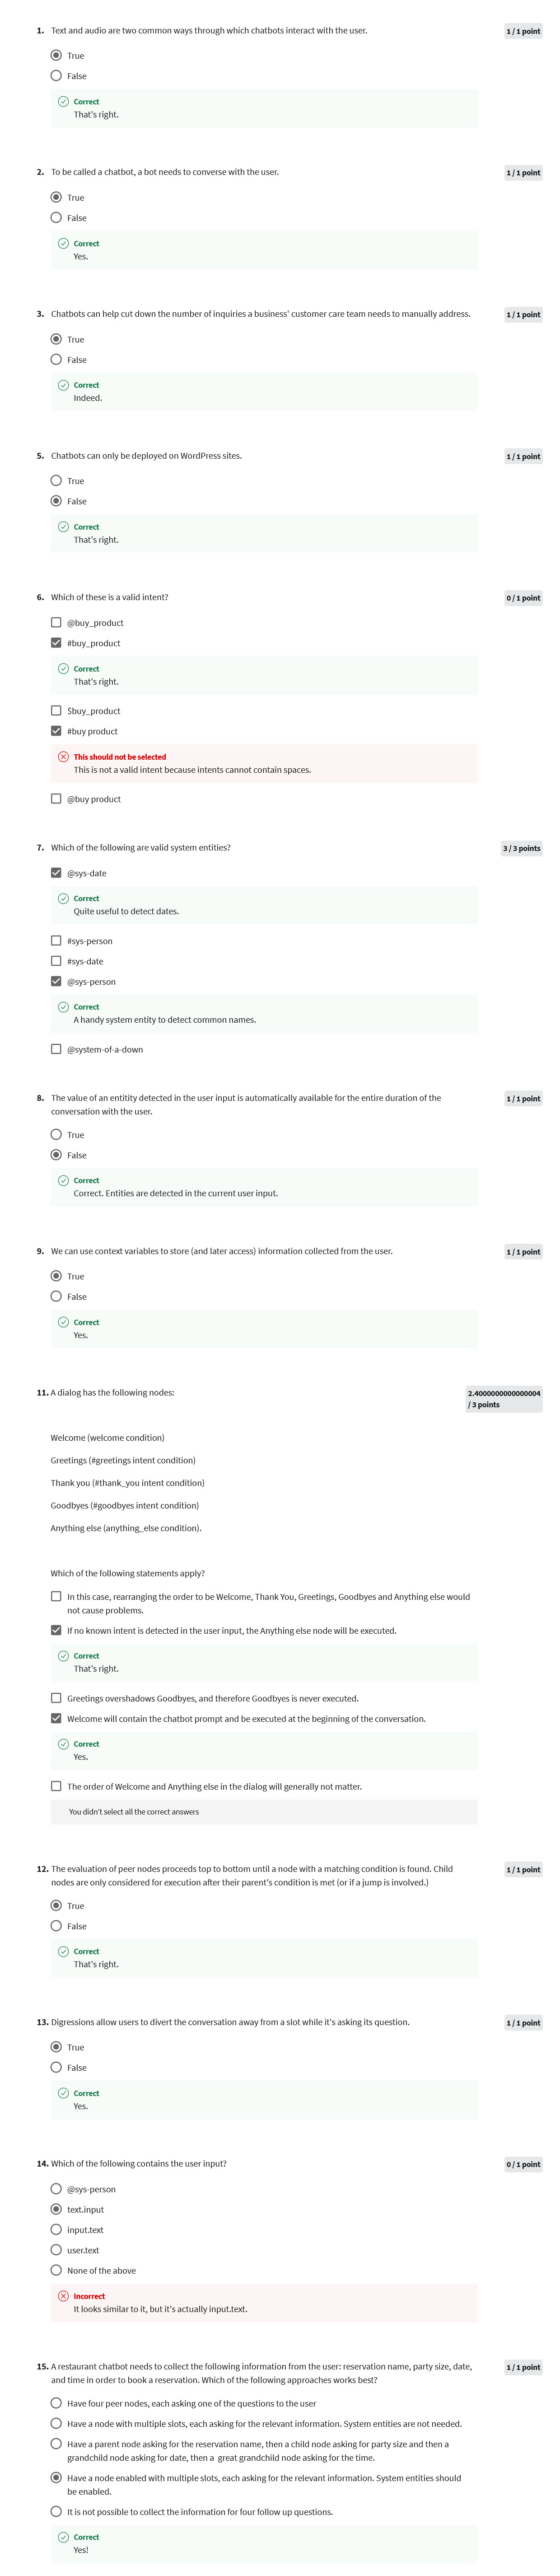 1. Text and audio are two common ways through which chatbots interact with the user.
1 / 1 point
True
False
Correct
That's right.
2. To be called a chatbot, a bot needs to converse with the user.
1 / 1 point
True
False
Correct
Yes.
3. Chatbots can help cut down the number of inquiries a business' customer care team needs to manually address.
1 / 1 point
True
False
Correct
Indeed.
5. Chatbots can only be deployed on WordPress sites.
1 / 1 point
True
False
Correct
That's right.
6. Which of these is a valid intent?
0 / 1 point
@buy_product
#buy_product
Correct
That's right.
$buy_product
#buy product
This should not be selected
This is not a valid intent because intents cannot contain spaces.
@buy product
7. Which of the following are valid system entities?
3 / 3 points
@sys-date
Correct
Quite useful to detect dates.
#sys-person
#sys-date
@sys-person
Correct
A handy system entity to detect common names.
@system-of-a-down
8. The value of an entitity detected in the user input is automatically available for the entire duration of the
conversation with the user.
1 / 1 point
True
False
Correct
Correct. Entities are detected in the current user input.
9. We can use context variables to store (and later access) information collected from the user.
1 / 1 point
True
False
Correct
Yes.
11. A dialog has the following nodes:
2.4000000000000004
/ 3 points
Welcome (welcome condition)
Greetings (#greetings intent condition)
Thank you (#thank_you intent condition)
Goodbyes (#goodbyes intent condition)
Anything else (anything_else condition).
Which of the following statements apply?
In this case, rearranging the order to be Welcome, Thank You, Greetings, Goodbyes and Anything else would
not cause problems.
If no known intent is detected in the user input, the Anything else node will be executed.
Correct
That's right.
Greetings overshadows Goodbyes, and therefore Goodbyes is never executed.
Welcome will contain the chatbot prompt and be executed at the beginning of the conversation.
Correct
Yes.
The order of Welcome and Anything else in the dialog will generally not matter.
You didn't select all the correct answers
12. The evaluation of peer nodes proceeds top to bottom until a node with a matching condition is found. Child
nodes are only considered for execution after their parent's condition is met (or if a jump is involved.)
1 / 1 point
True
False
Correct
That's right.
13. Digressions allow users to divert the conversation away from a slot while it's asking its question.
1 / 1 point
True
False
Correct
Yes.
14. Which of the following contains the user input?
0 / 1 point
@sys-person
text.input
input.text
user.text
None of the above
Incorrect
It looks similar to it, but it's actually input.text.
15. A restaurant chatbot needs to collect the following information from the user: reservation name, party size, date,
and time in order to book a reservation. Which of the following approaches works best?
1 / 1 point
Have four peer nodes, each asking one of the questions to the user
Have a node with multiple slots, each asking for the relevant information. System entities are not needed.
Have a parent node asking for the reservation name, then a child node asking for party size and then a
grandchild node asking for date, then a great grandchild node asking for the time.
Have a node enabled with multiple slots, each asking for the relevant information. System entities should
be enabled.
It is not possible to collect the information for four follow up questions.
Correct
Yes!